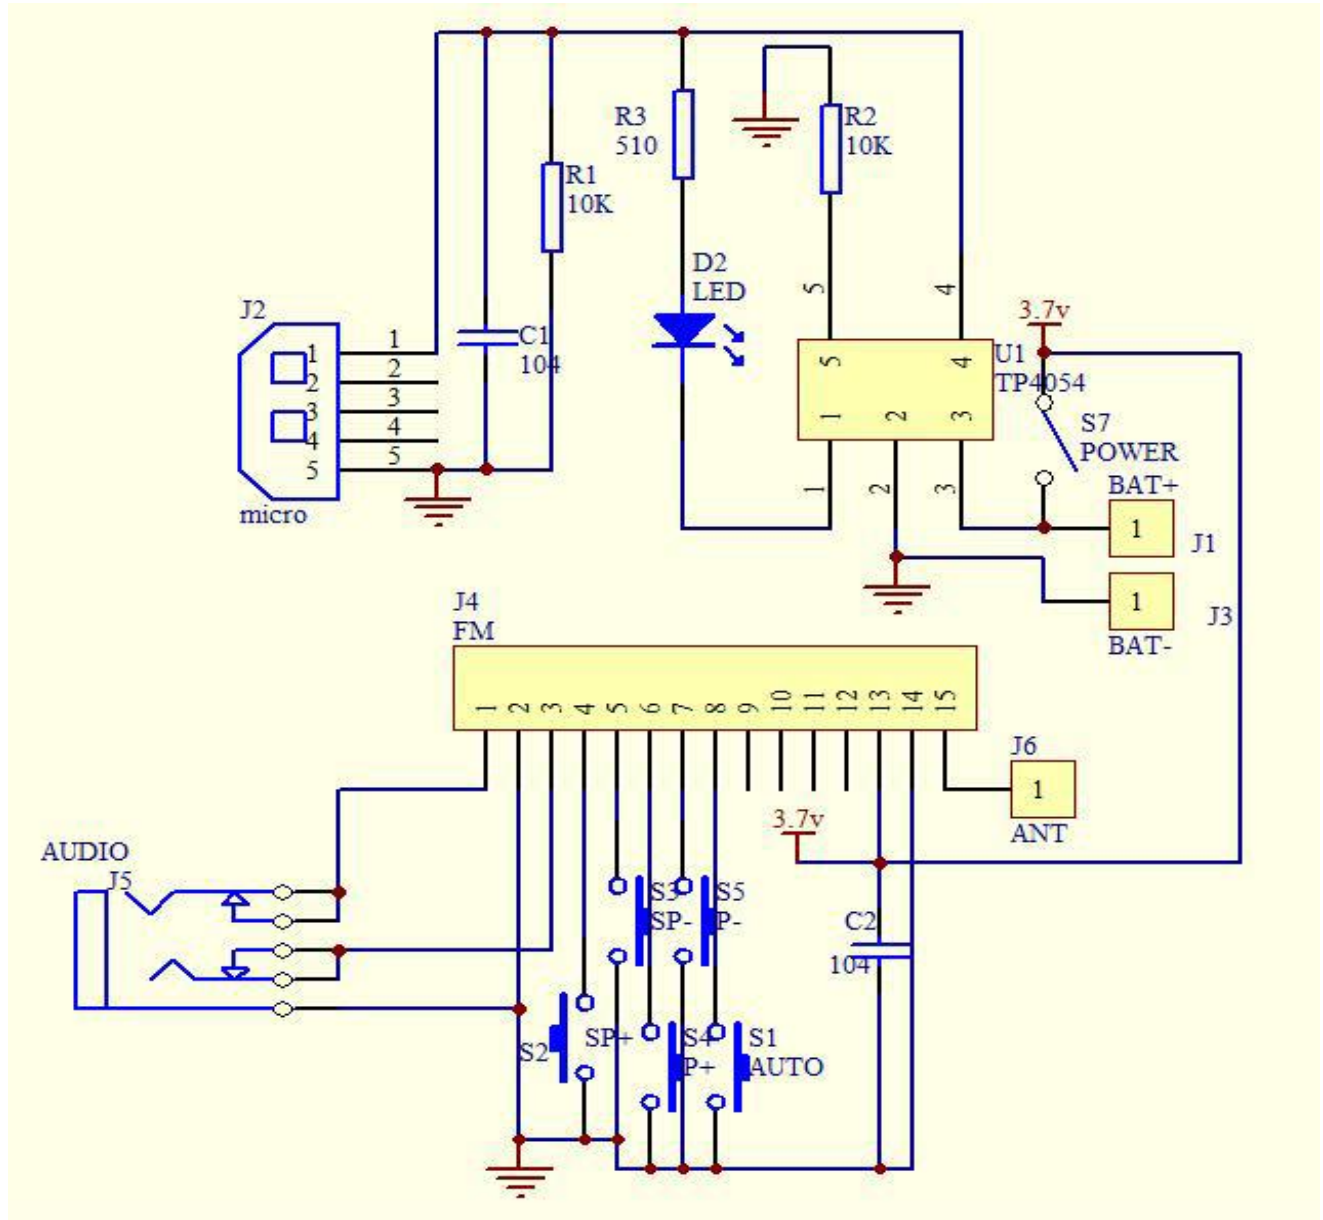 R3
510
R2
10K
R1
10K
D2
LED
5
4
3.7v
J2
1
2
3
4
5
1
2
3
4
5
micro
C1
104
5
4
1
2
3
U1
TP4054
S7
POWER
1
2
3
BAT+
1
J1
1
J3
BAT-
J4
FM
1
2
3
4
5
6
7
8
9
10
11
12
13
14
15
J6
1
ANT
3.7v
AUDIO
J5
S3
SP-
S5
P-
C2
104
S2
SP+
S4
P+
S1
AUTO